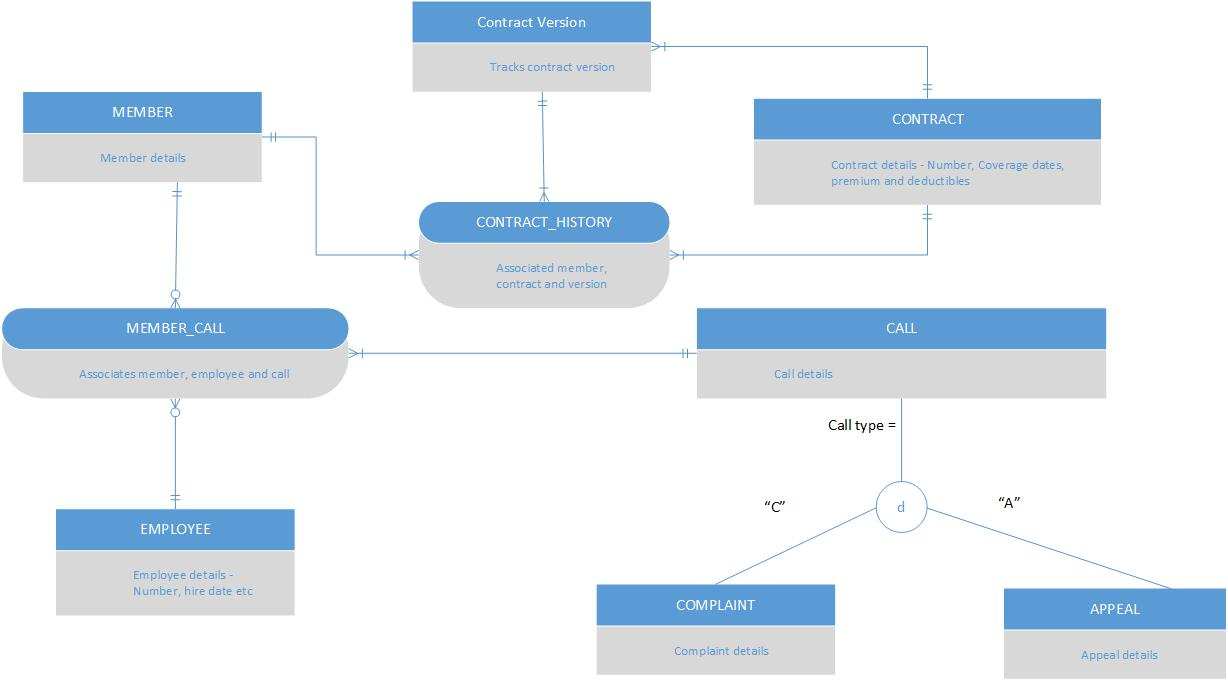 Contract Version
Tracks contract version
MEMBER
Member details
CONTRACT
Contract details - Number, Coverage dates,
premium and deductibles
CONTRACT_HISTORY
Associated member,
contract and version
MEMBER_CALL
Associates member, employee and call
CALL
Call details
Call type =
"C"
d
"A"
EMPLOYEE
Employee details -
Number, hire date etc
COMPLAINT
Complaint details
APPEAL
Appeal details